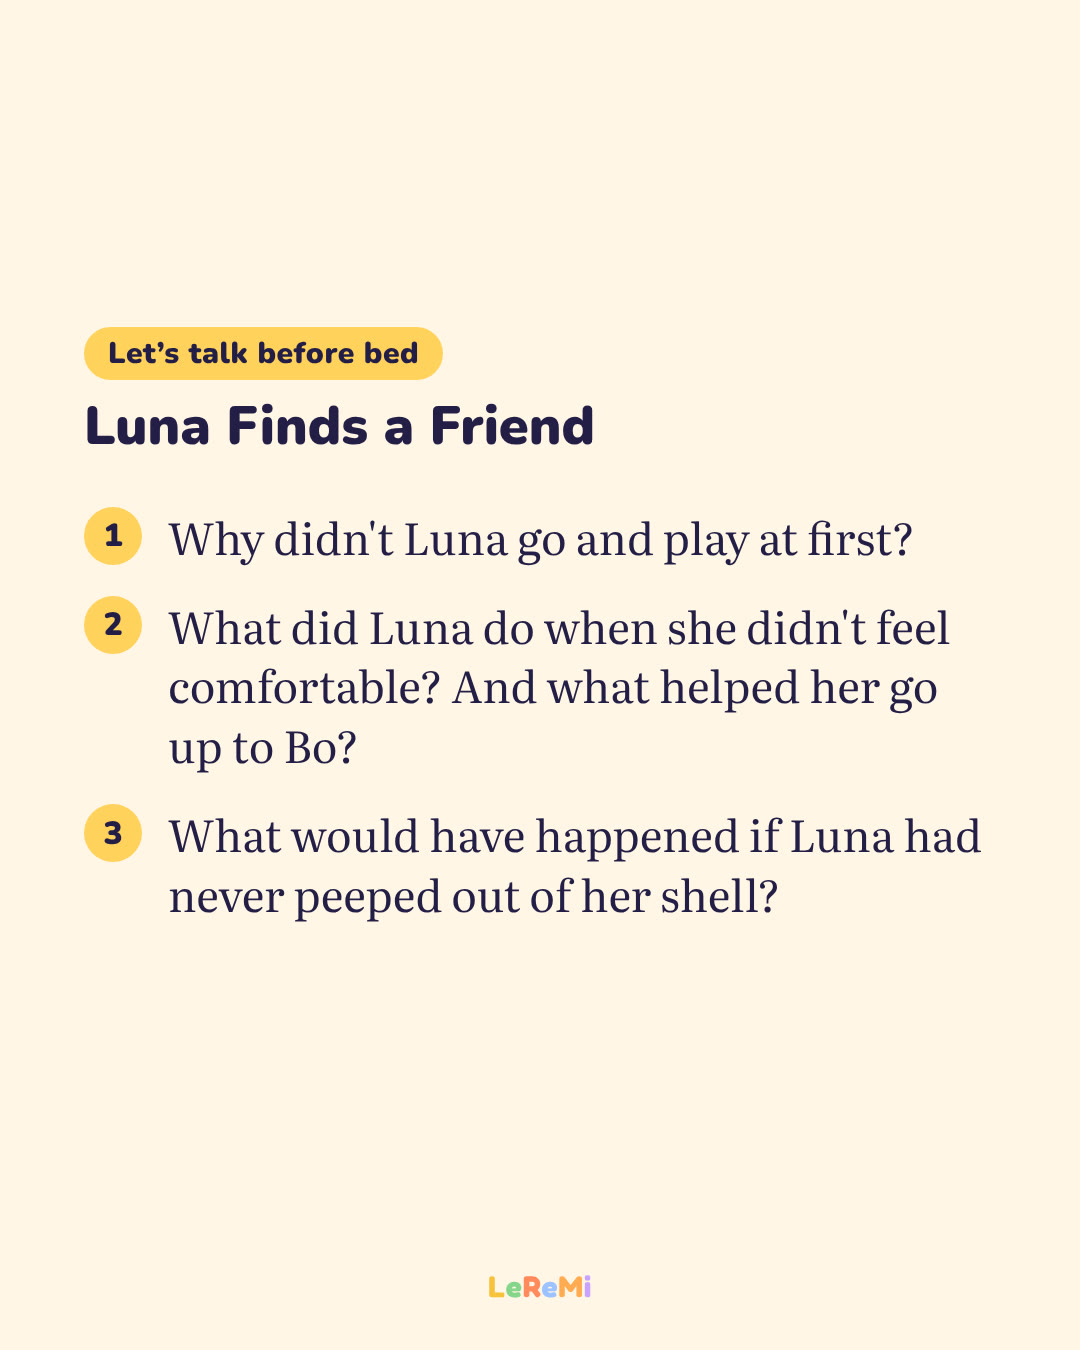 Let’s talk before bed
Luna Finds a Friend
1 Why didn't Luna go and play at first?
2 What did Luna do when she didn't feel
comfortable? And what helped her go
up to Bo?
3 What would have happened if Luna had
never peeped out of her shell?
LeReMi